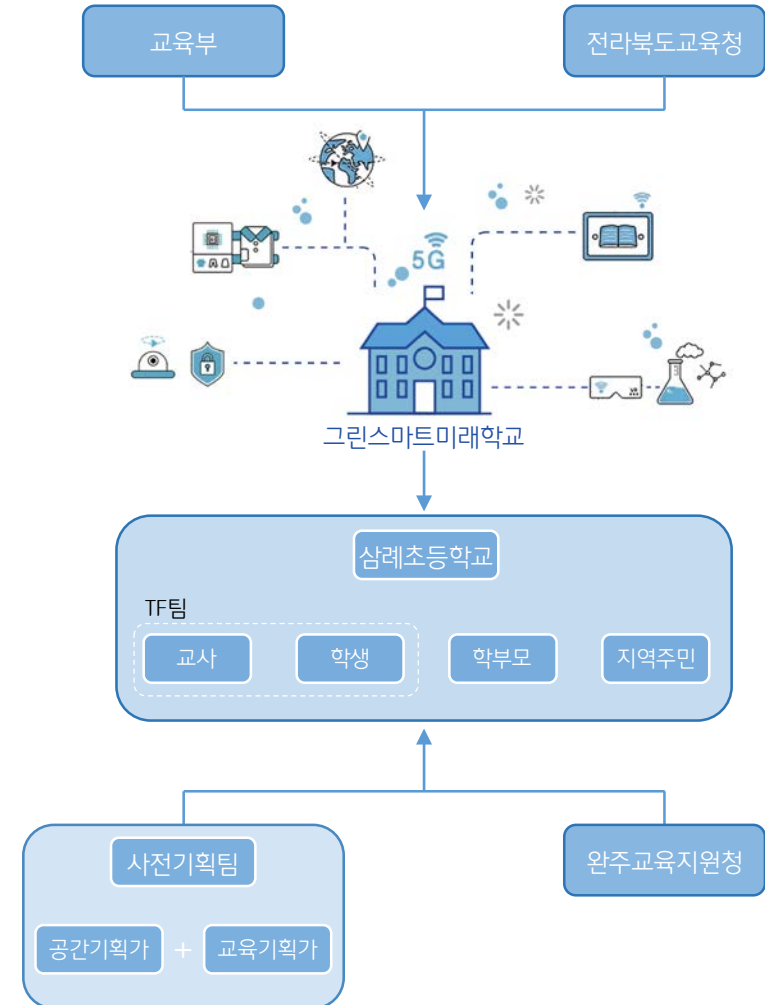 교육부
전라북도교육청
5G
그린스마트미래학교
삼례초등학교
TF팀
교사
학생
학부모
지역주민
사전기획팀
완주교육지원청
공간기획가 + 교육기획가